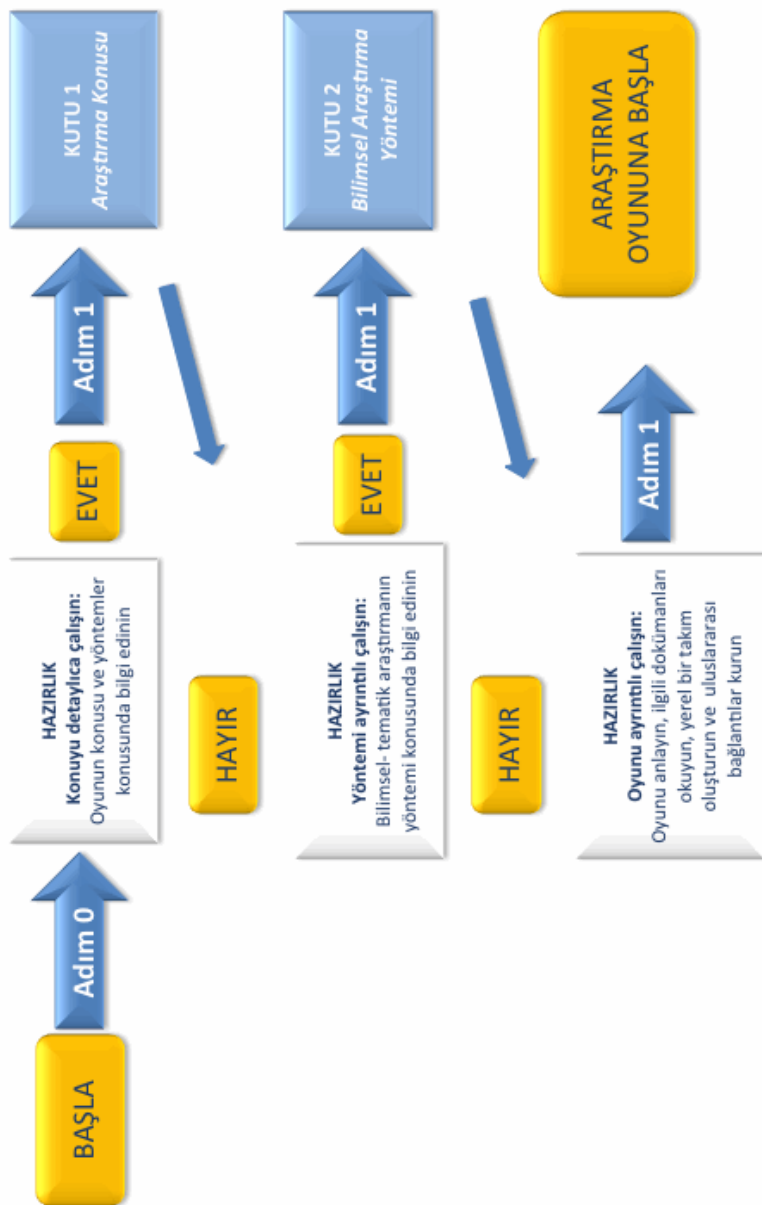 BAŞLA
Adım 0
HAZIRLIK
Konuyu detaylıca çalışın:
Oyunun konusu ve yöntemler
konusunda bilgi edinin
EVET
Adım 1
KUTU 1
Araştırma Konusu
HAYIR
HAZIRLIK
Yöntemi ayrıntılı çalışın:
Bilimsel- tematik araştırmanın
yöntemi konusunda bilgi edinin
EVET
Adım 1
KUTU 2
Bilimsel Araştırma
Yöntemi
HAYIR
HAZIRLIK
Oyunu ayrıntılı çalışın:
Oyunu anlayın, ilgili dokümanları
okuyun, yerel bir takım
oluşturun ve uluslararası
bağlantılar kurun
Adım 1
ARAŞTIRMA
OYUNUNA BAŞLA